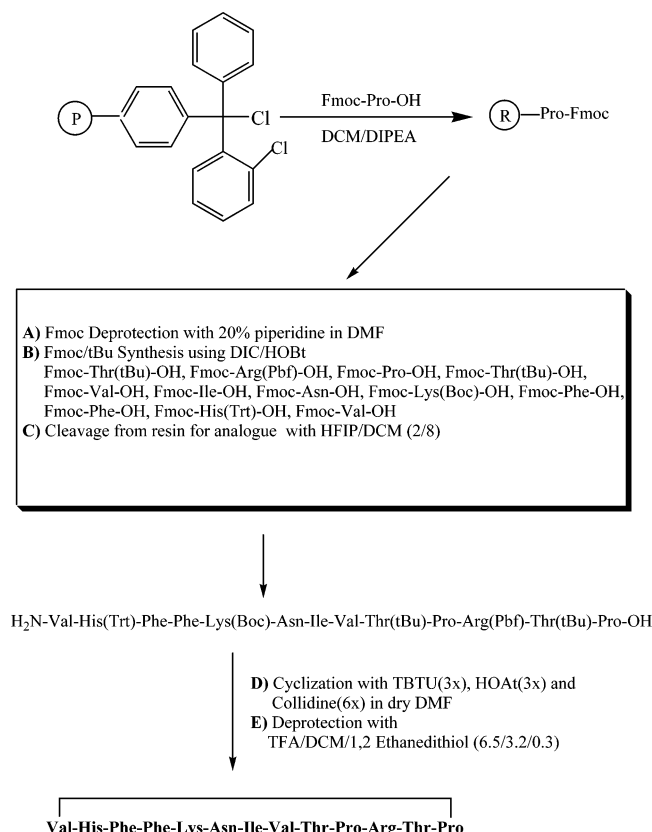 P
Cl
Cl
Fmoc-Pro-OH
DCM/DIPEA
R
Pro-Fmoc
A) Fmoc Deprotection with 20% piperidine in DMF
B) Fmoc/tBu Synthesis using DIC/HOBt
Fmoc-Thr(tBu)-OH, Fmoc-Arg(Pbf)-OH, Fmoc-Pro-OH, Fmoc-Thr(tBu)-OH,
Fmoc-Val-OH, Fmoc-Ile-OH, Fmoc-Asn-OH, Fmoc-Lys(Boc)-OH, Fmoc-Phe-OH,
Fmoc-Phe-OH, Fmoc-His(Trt)-OH, Fmoc-Val-OH
C) Cleavage from resin for analogue with HFIP/DCM (2/8)
H2N-Val-His(Trt)-Phe-Phe-Lys(Boc)-Asn-Ile-Val-Thr(tBu)-Pro-Arg(Pbf)-Thr(tBu)-Pro-OH
D) Cyclization with TBTU(3x), HOAt(3x) and
Collidine(6x) in dry DMF
E) Deprotection with
TFA/DCM/1,2 Ethanedithiol (6.5/3.2/0.3)
Val-His-Phe-Phe-Lys-Asn-Ile-Val-Thr-Pro-Arg-Thr-Pro